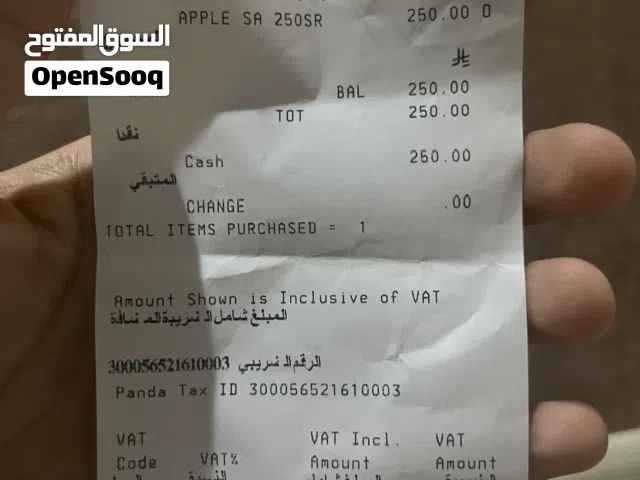 السوق المفتوح
OpenSooq
APPLE SA 250SR 250.00 0
BAL 250.00
TOT 250.00
نقدا
Cash 250.00
المتبقي
CHANGE .00
TOTAL ITEMS PURCHASED = 1
Amount Shown is Inclusive of VAT
المبلغ شامل الضريبة المضافة
الرقم الضريبي 300056521610003
Panda Tax ID 300056521610003
VAT VAT Incl. VAT
Code VAT% Amount Amount